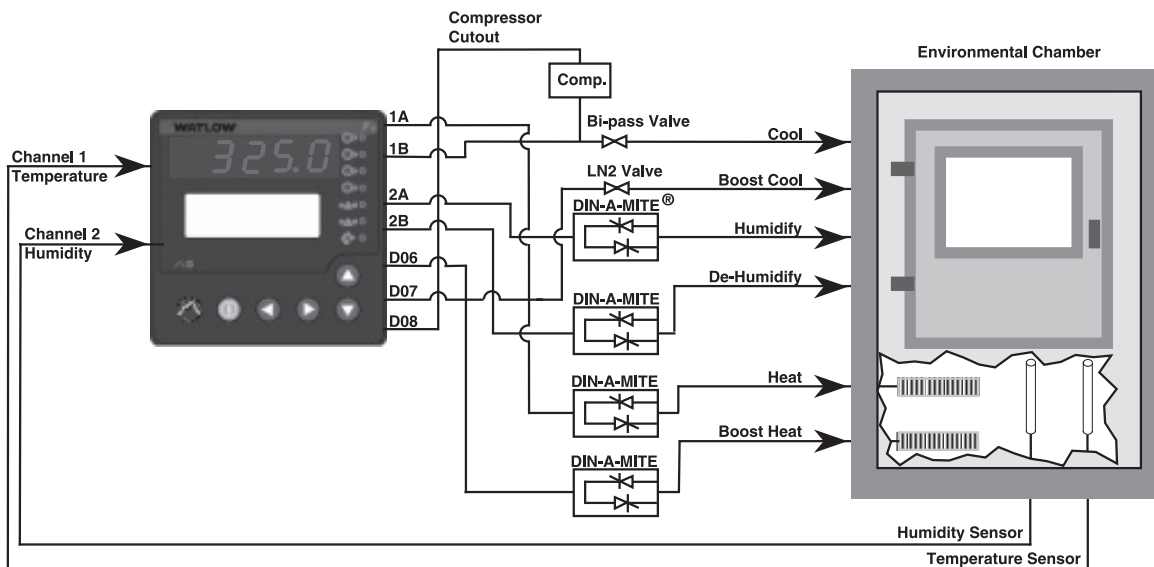 Compressor
Cutout
Environmental Chamber
Comp.
WATLOW
F4
325.0
1A
1B
2A
2B
D06
D07
D08
Channel 1
Temperature
Channel 2
Humidity
Bi-pass Valve
Cool
LN2 Valve
Boost Cool
DIN-A-MITE®
Humidify
De-Humidify
DIN-A-MITE
DIN-A-MITE
Heat
Boost Heat
DIN-A-MITE
Humidity Sensor
Temperature Sensor